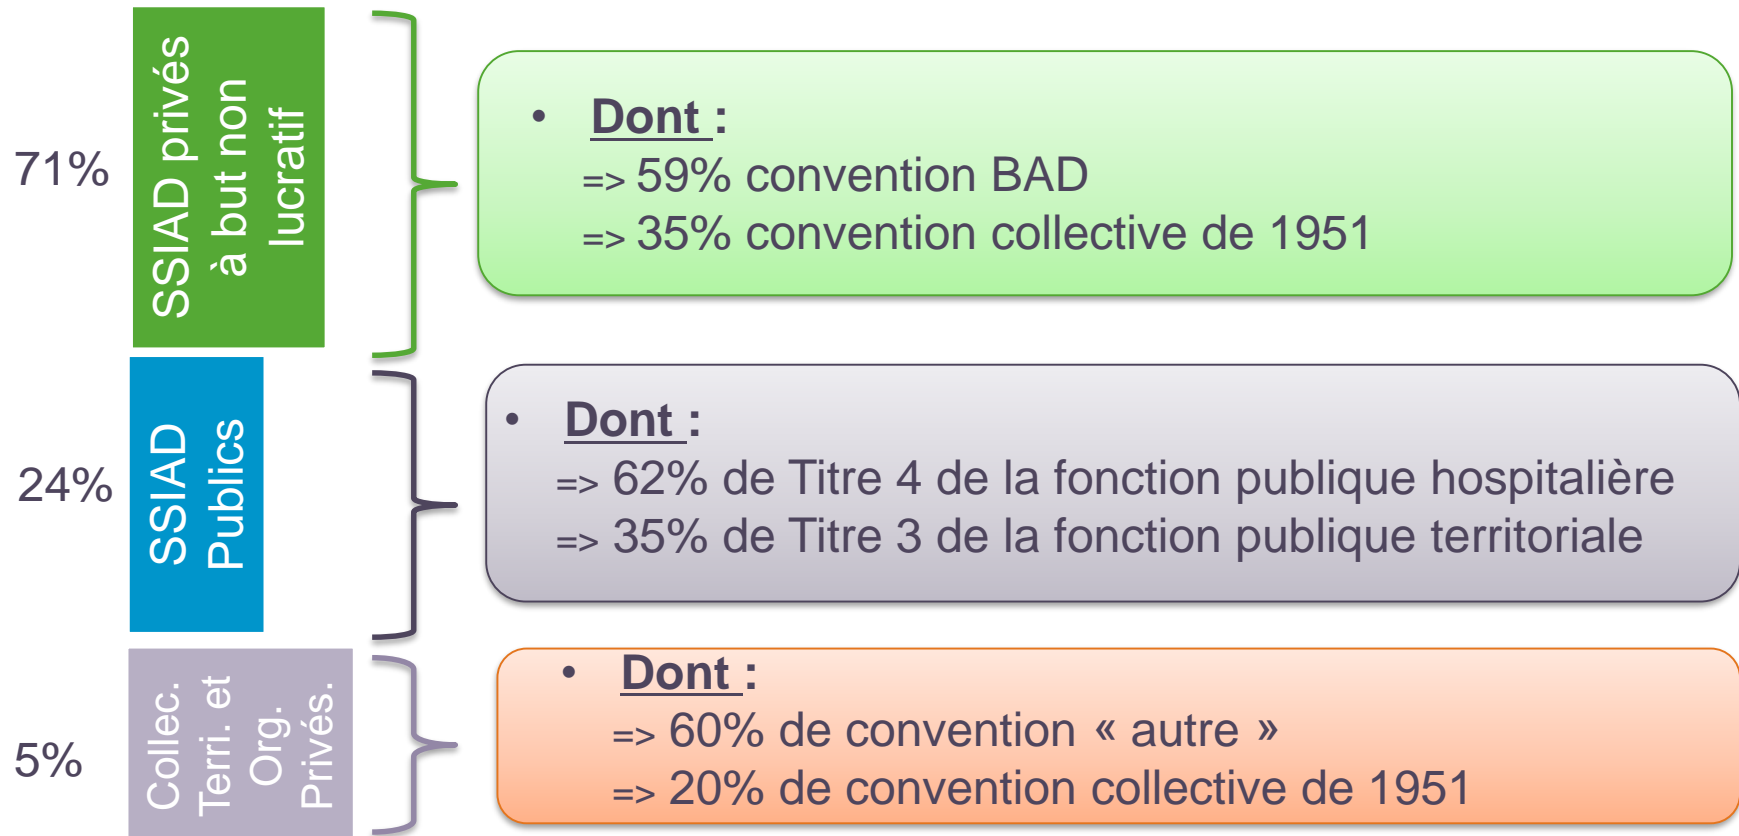 71%
SSIAD privés
à but non
lucratif
• Dont :
=> 59% convention BAD
=> 35% convention collective de 1951
24%
SSIAD
Publics
• Dont :
=> 62% de Titre 4 de la fonction publique hospitalière
=> 35% de Titre 3 de la fonction publique territoriale
5%
Collec.
Terri. et
Org.
Privés.
• Dont :
=> 60% de convention « autre »
=> 20% de convention collective de 1951